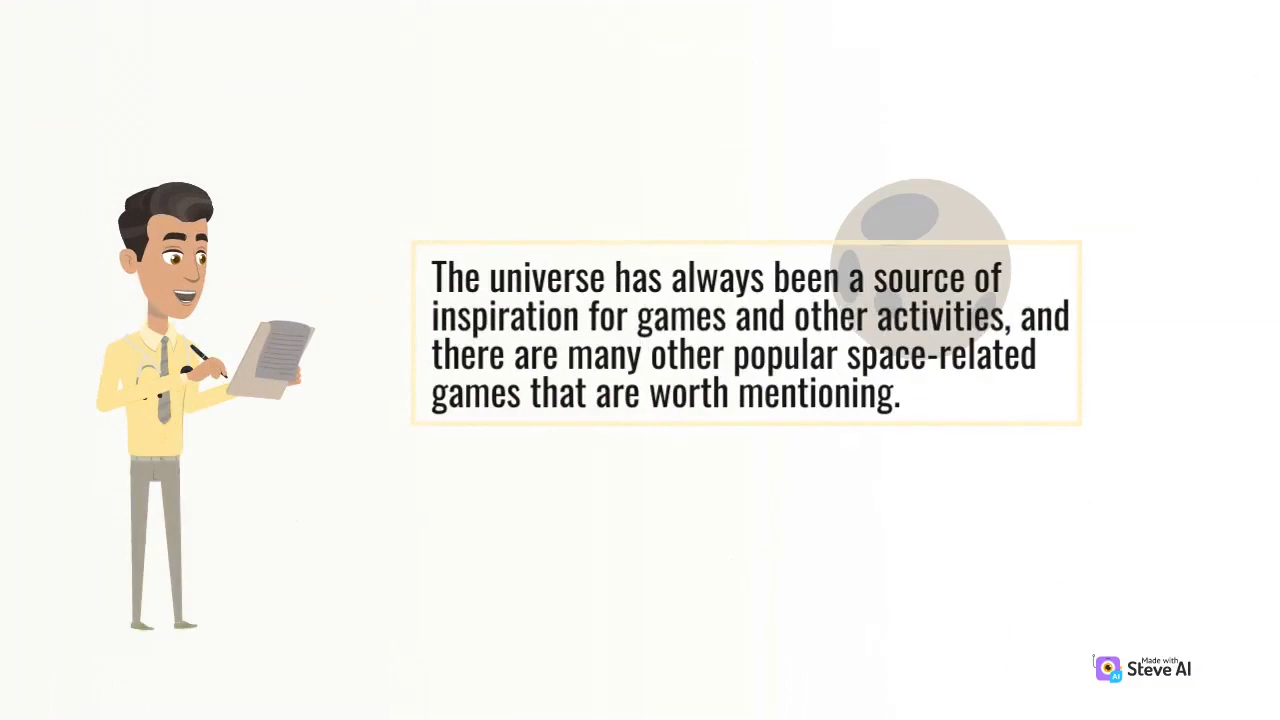 The universe has always been a source of
inspiration for games and other activities, and
there are many other popular space-related
games that are worth mentioning.
Made with
Steve AI
AI